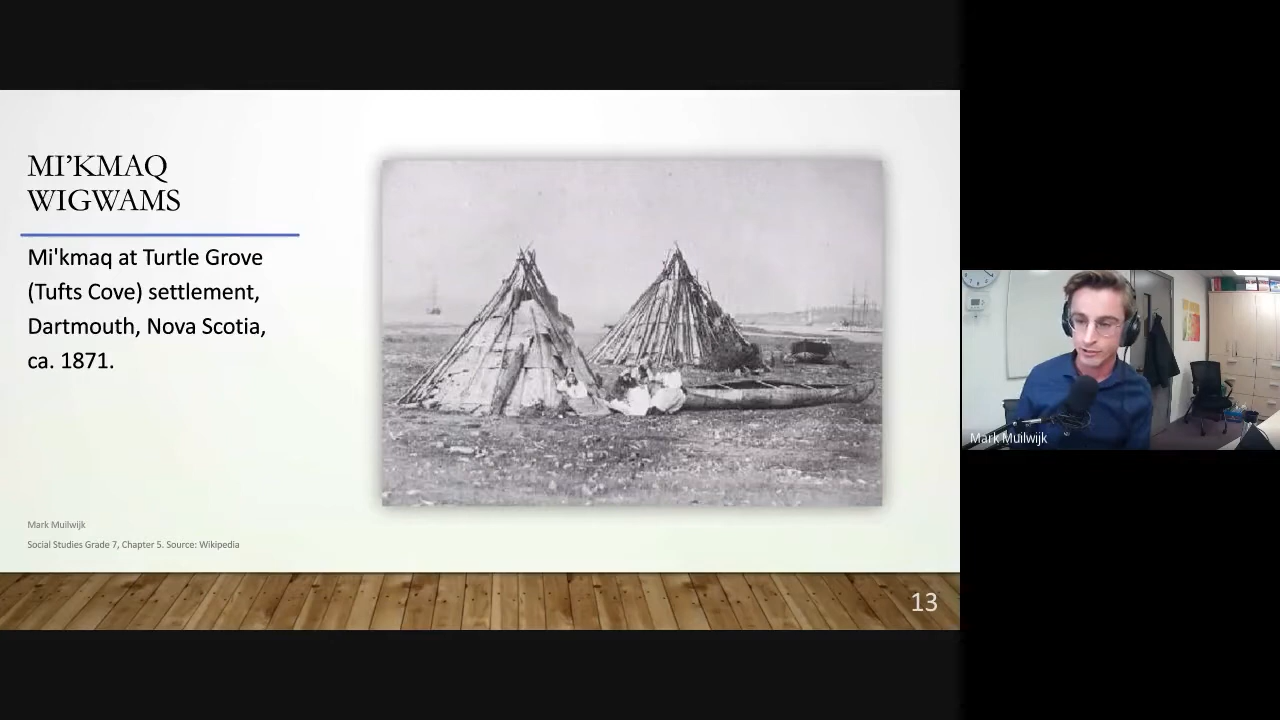 MI’KMAQ
WIGWAMS
Mi'kmaq at Turtle Grove
(Tufts Cove) settlement,
Dartmouth, Nova Scotia,
ca. 1871.
Mark Muilwijk
Social Studies Grade 7, Chapter 5. Source: Wikipedia
13
Mark Muilwijk